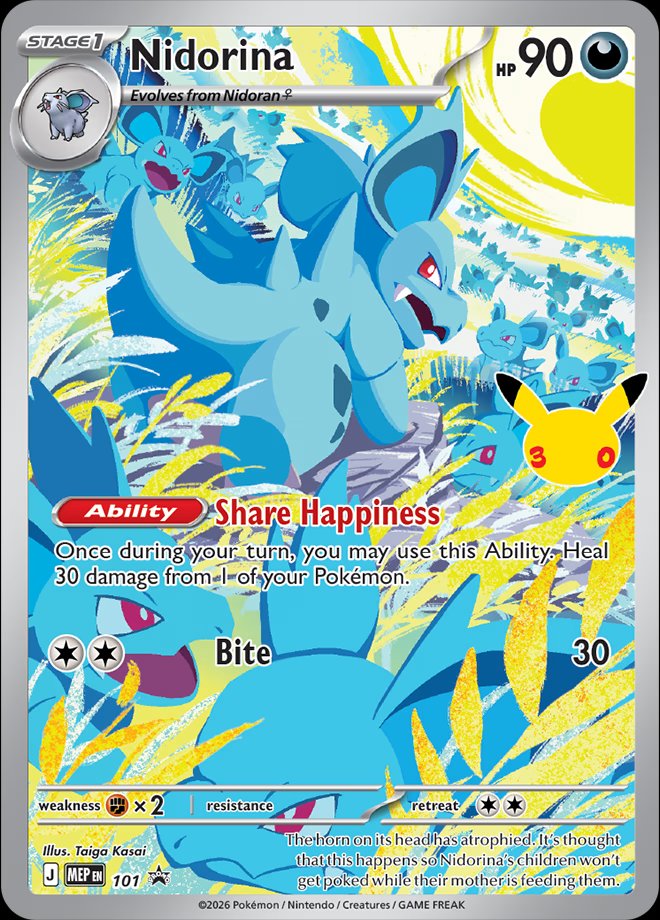 STAGE1
Nidorina
HP 90
Evolves from Nidoran♀
30
Ability Share Happiness
Once during your turn, you may use this Ability. Heal
30 damage from 1 of your Pokémon.
Bite 30
weakness ×2 resistance retreat
Illus. Taiga Kasai
J MEP EN 101 PROMO
The horn on its head has atrophied. It's thought
that this happens so Nidorina's children won't
get poked while their mother is feeding them.
©2026 Pokémon / Nintendo / Creatures / GAME FREAK